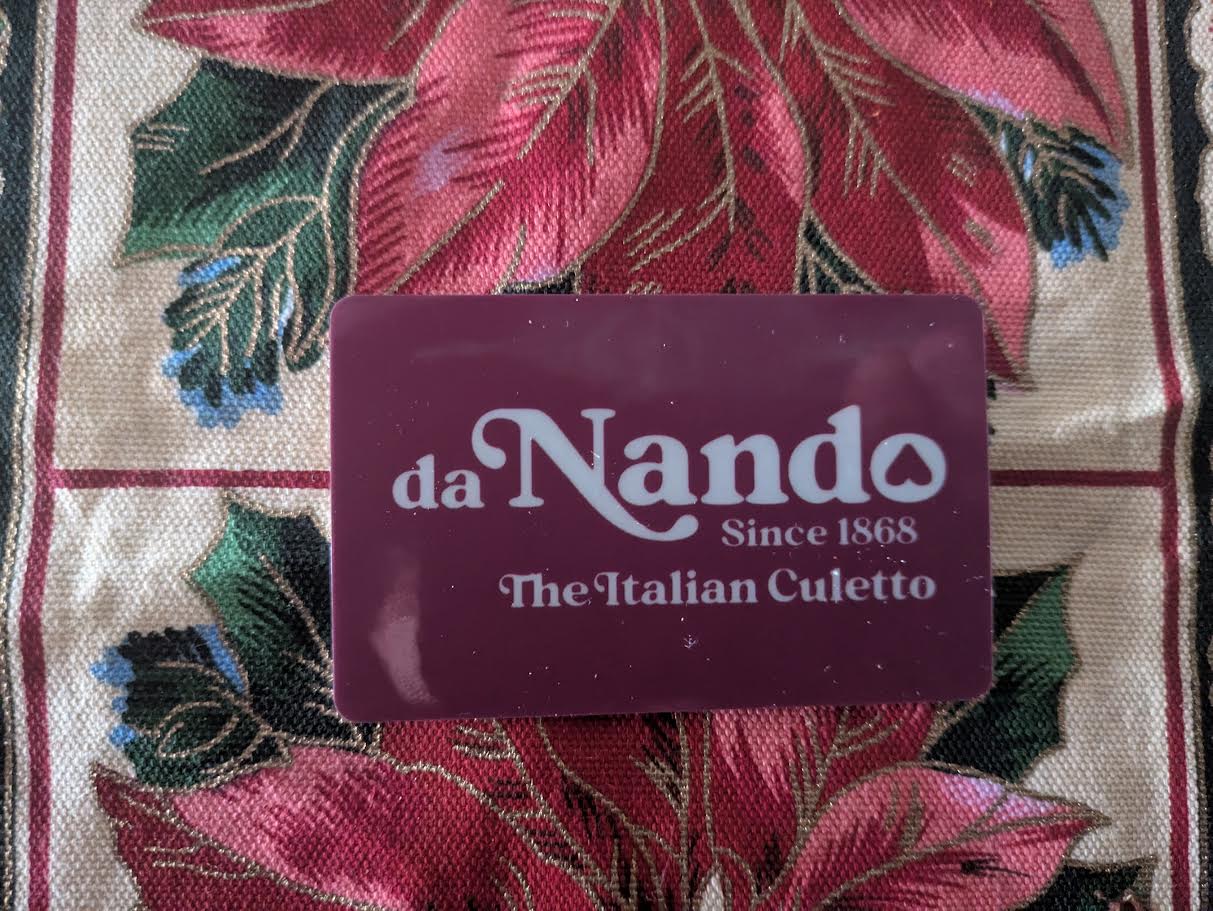 da Nando
Since 1868
The Italian Culetto